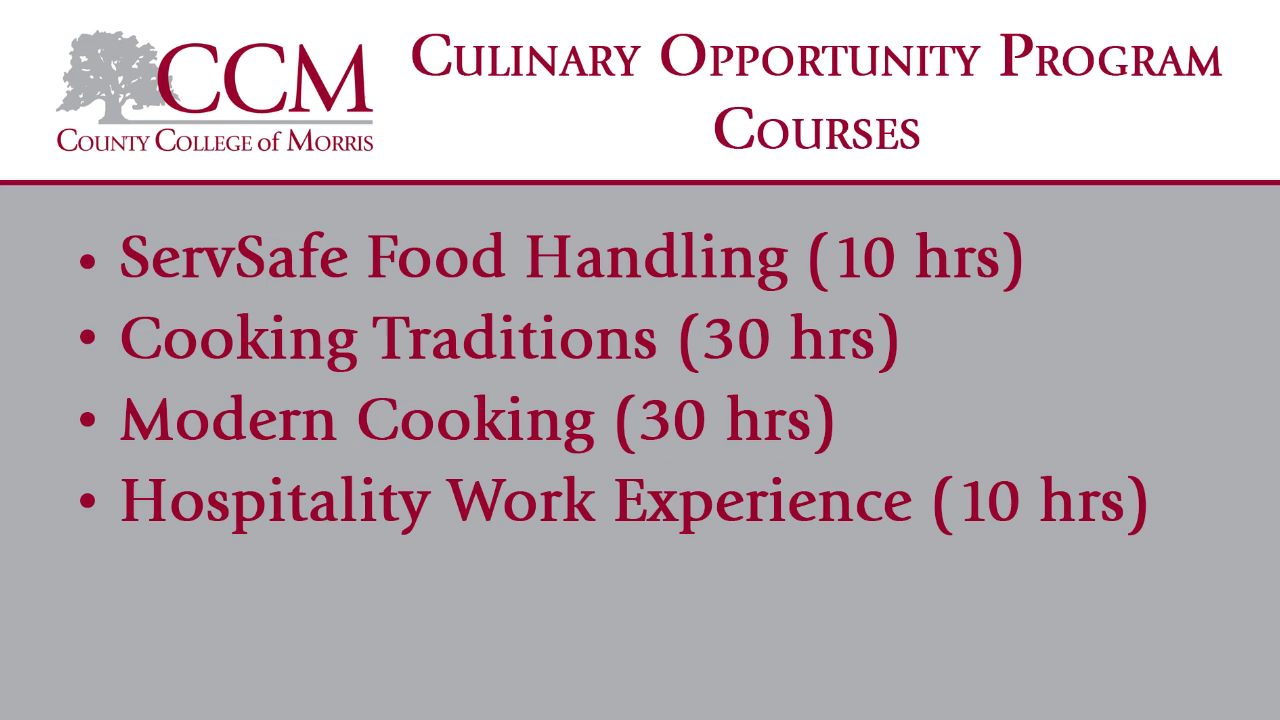 CCM
County College of Morris
Culinary Opportunity Program
Courses
• ServSafe Food Handling (10 hrs)
• Cooking Traditions (30 hrs)
• Modern Cooking (30 hrs)
• Hospitality Work Experience (10 hrs)